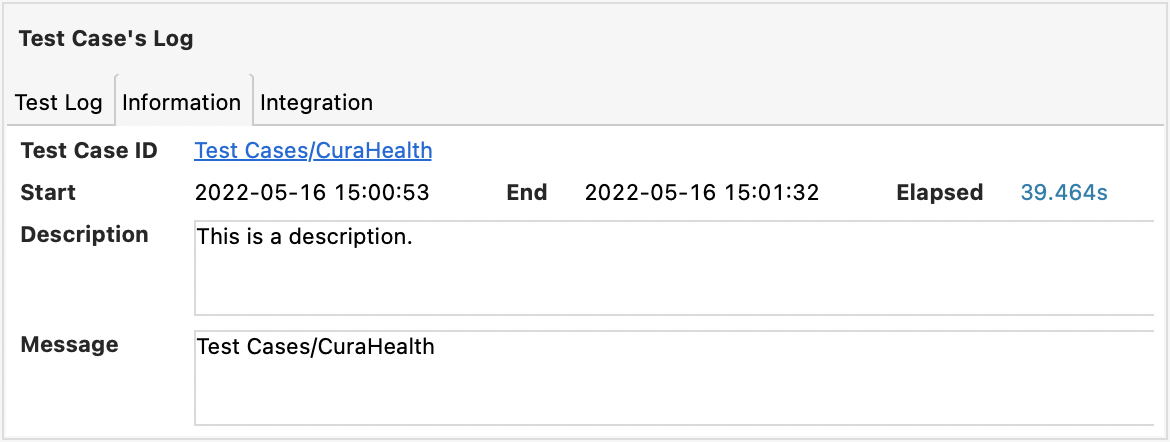 Test Case's Log
Test Log Information Integration
Test Case ID Test Cases/CuraHealth
Start 2022-05-16 15:00:53 End 2022-05-16 15:01:32 Elapsed 39.464s
Description This is a description.
Message Test Cases/CuraHealth